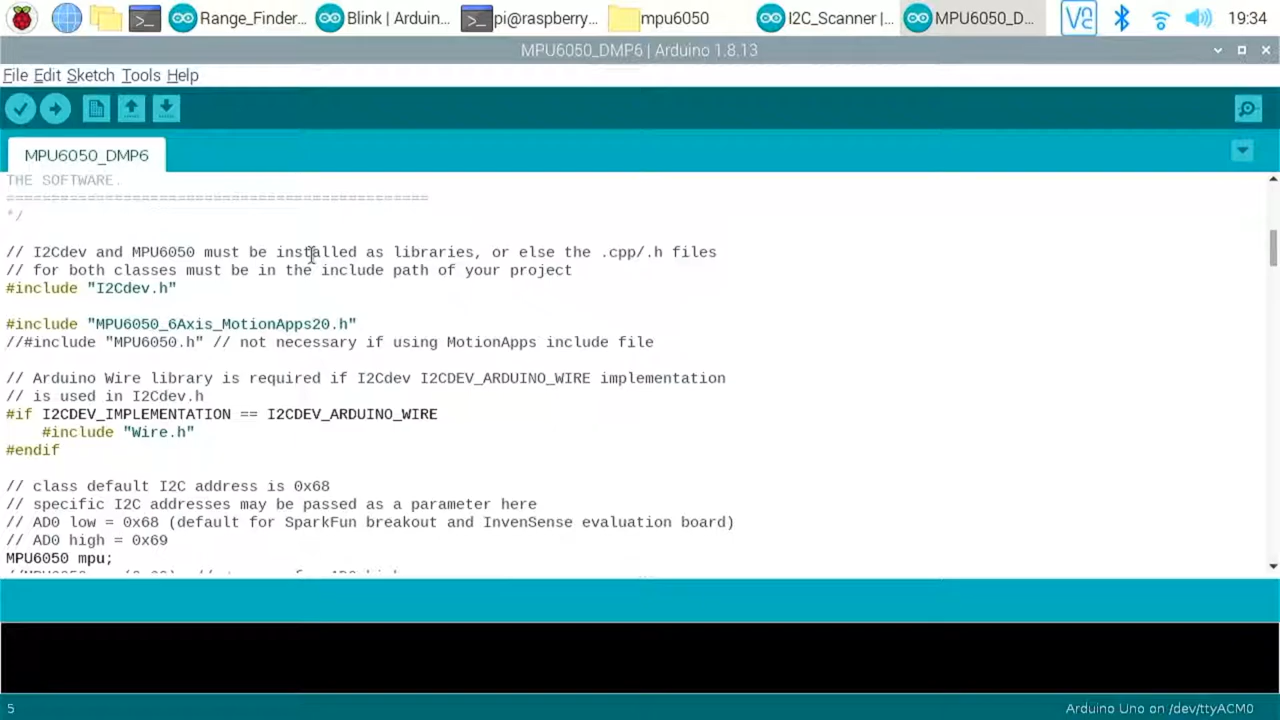 Range_Finder...
Blink | Arduin...
pi@raspberry...
mpu6050
I2C_Scanner |...
MPU6050_D...
V2
19:34
MPU6050_DMP6 | Arduino 1.8.13
File Edit Sketch Tools Help
MPU6050_DMP6
THE SOFTWARE.
===============================================
*/
// I2Cdev and MPU6050 must be installed as libraries, or else the .cpp/.h files
// for both classes must be in the include path of your project
#include "I2Cdev.h"
#include "MPU6050_6Axis_MotionApps20.h"
//#include "MPU6050.h" // not necessary if using MotionApps include file
// Arduino Wire library is required if I2Cdev I2CDEV_ARDUINO_WIRE implementation
// is used in I2Cdev.h
#if I2CDEV_IMPLEMENTATION == I2CDEV_ARDUINO_WIRE
#include "Wire.h"
#endif
// class default I2C address is 0x68
// specific I2C addresses may be passed as a parameter here
// AD0 low = 0x68 (default for SparkFun breakout and InvenSense evaluation board)
// AD0 high = 0x69
MPU6050 mpu;
5
Arduino Uno on /dev/ttyACM0